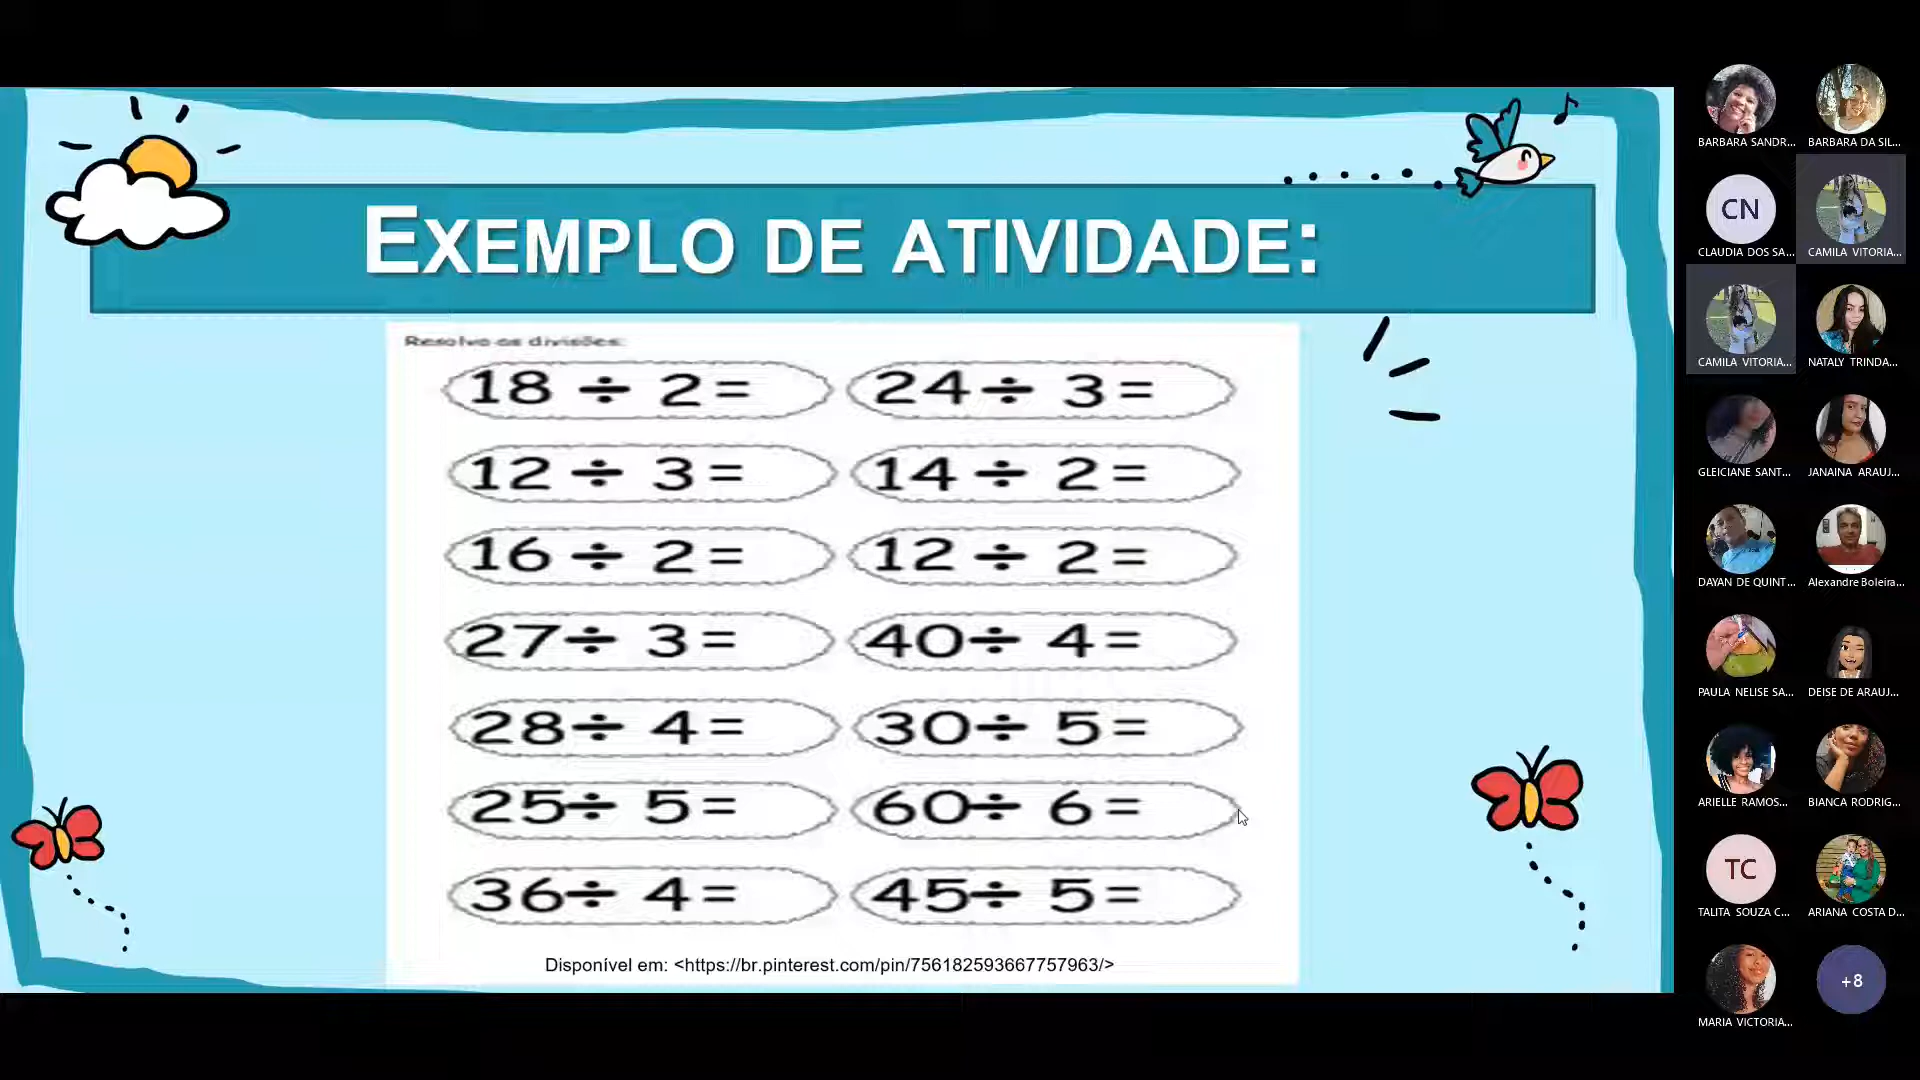 EXEMPLO DE ATIVIDADE:
Resolva as divisões:
18 ÷ 2=
24÷ 3=
12 ÷ 3=
14 ÷ 2=
16 ÷ 2=
12 ÷ 2=
27÷ 3=
40÷ 4=
28÷ 4=
30÷ 5=
25÷ 5=
60÷ 6=
36÷ 4=
45÷ 5=
Disponível em: <https://br.pinterest.com/pin/756182593667757963/>
BARBARA SANDR...
BARBARA DA SIL...
CN
CLAUDIA DOS SA...
CAMILA VITORIA...
CAMILA VITORIA...
NATALY TRINDA...
GLEICIANE SANT...
JANAINA ARAUJ...
DAYAN DE QUINT...
Alexandre Boleira...
PAULA NELISE SA...
DEISE DE ARAUJ...
ARIELLE RAMOS...
BIANCA RODRIG...
TC
TALITA SOUZA C...
ARIANA COSTA D...
MARIA VICTORIA...
+8